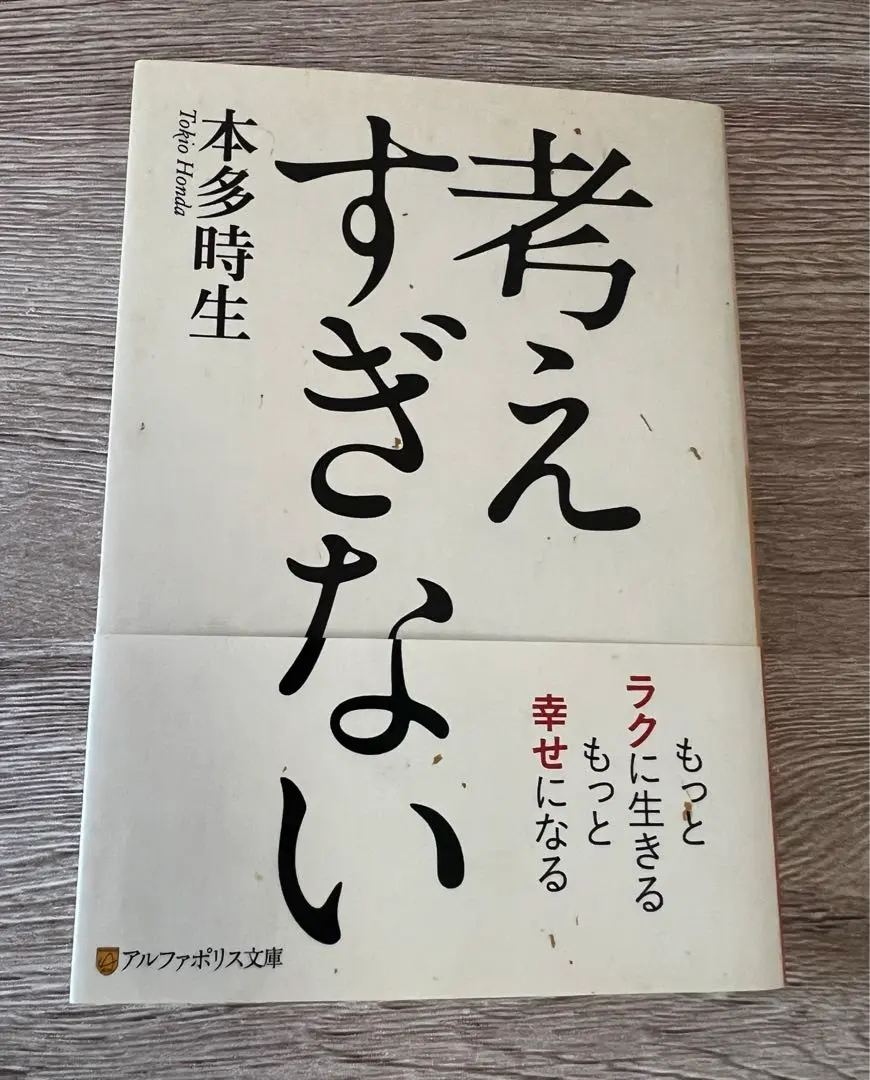 考え
すぎない
本多時生
Tokio Honda
もっと
ラクに生きる
もっと
幸せになる
アルファポリス文庫